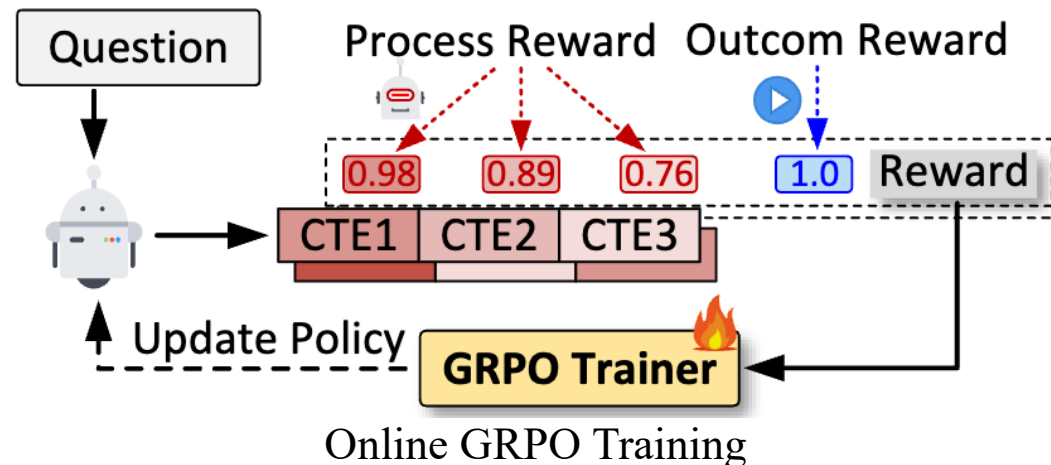 Question
Process Reward
Outcom Reward
0.98 0.89 0.76 1.0 Reward
CTE1 CTE2 CTE3
Update Policy
GRPO Trainer
Online GRPO Training